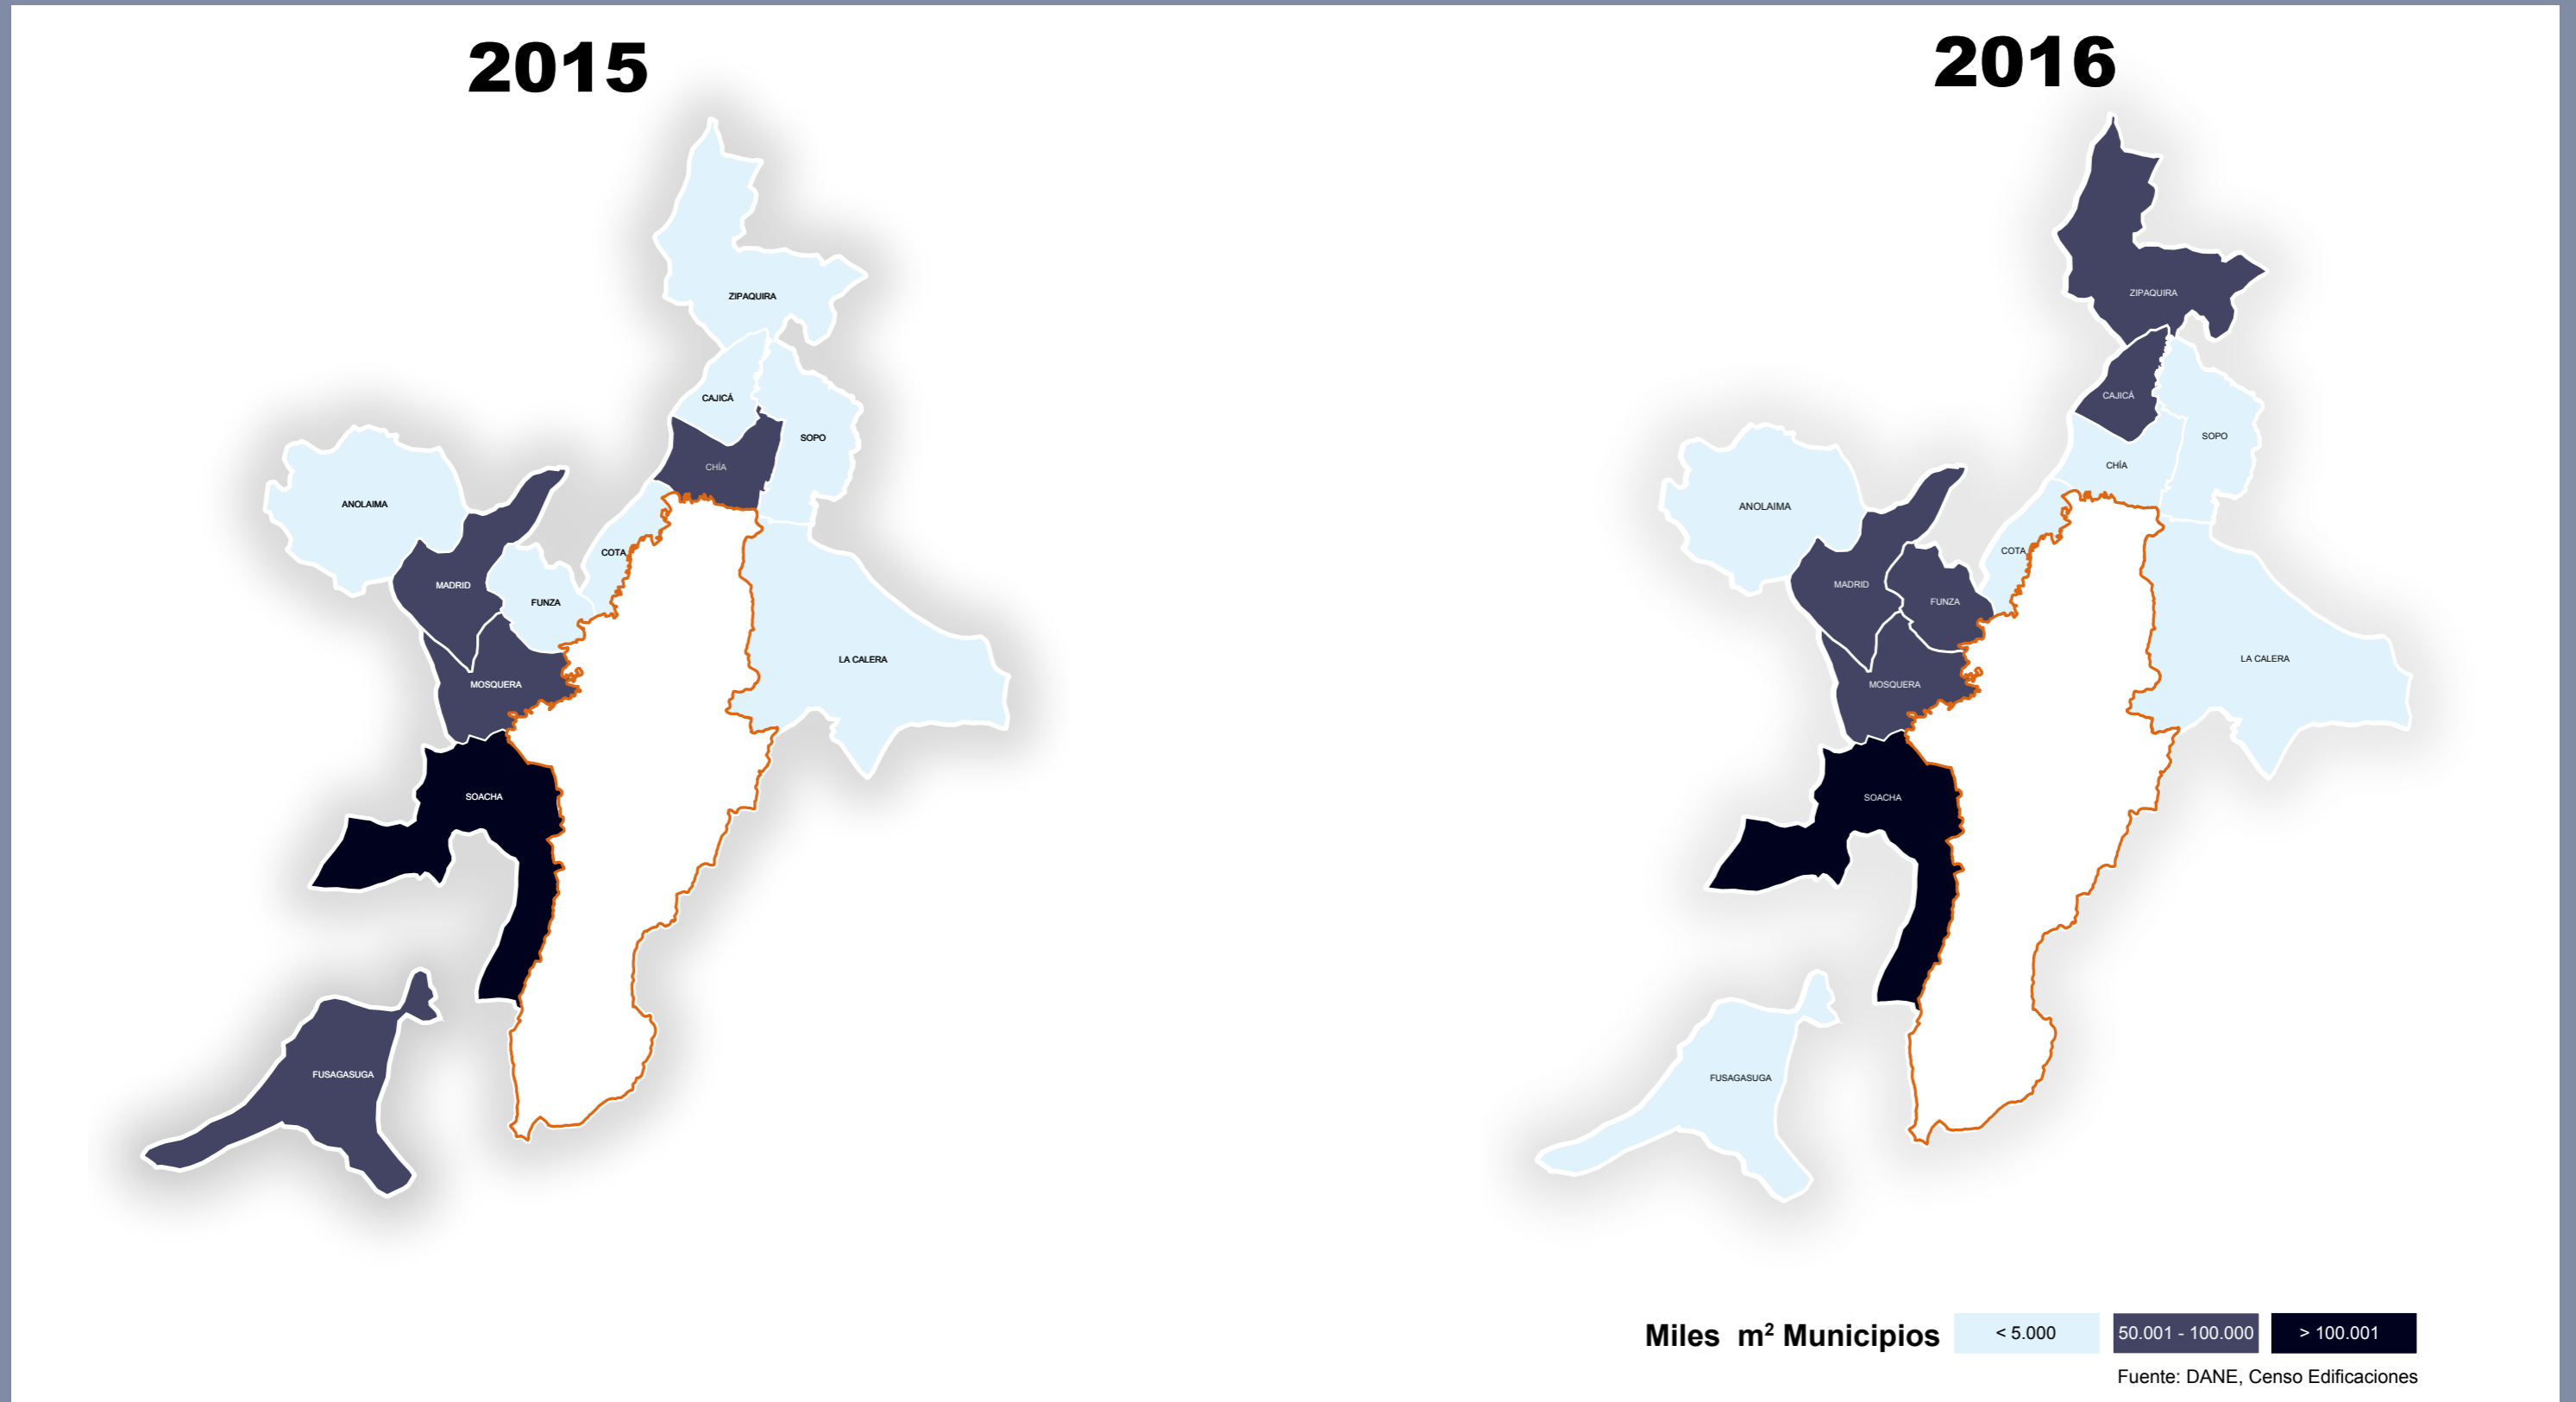 2015
2016
ZIPAQUIRA
CAJICÁ
SOPO
CHÍA
ANOLAIMA
COTA
MADRID
FUNZA
LA CALERA
MOSQUERA
SOACHA
FUSAGASUGA
ZIPAQUIRA
CAJICÁ
SOPO
CHÍA
ANOLAIMA
COTA
MADRID
FUNZA
LA CALERA
MOSQUERA
SOACHA
FUSAGASUGA
Miles m² Municipios < 5.000 50.001 - 100.000 > 100.001
Fuente: DANE, Censo Edificaciones